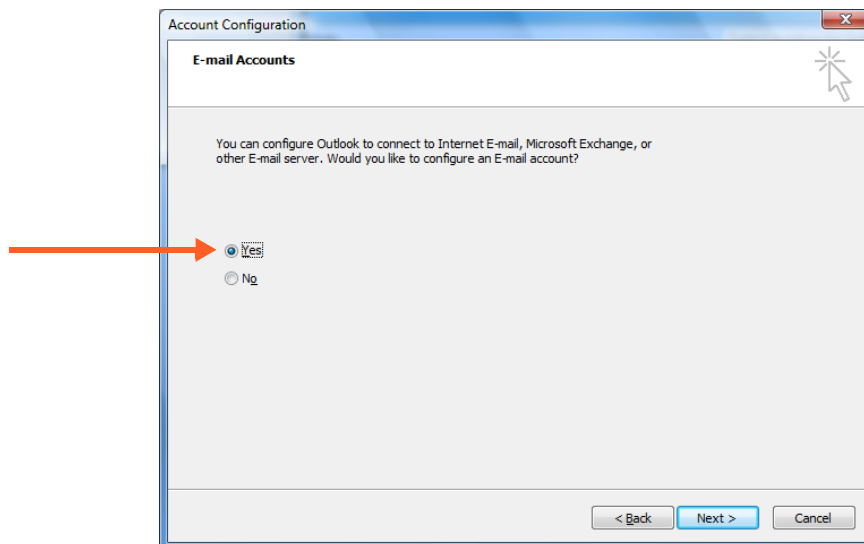 Account Configuration
E-mail Accounts
You can configure Outlook to connect to Internet E-mail, Microsoft Exchange, or
other E-mail server. Would you like to configure an E-mail account?
Yes
No
< Back Next > Cancel